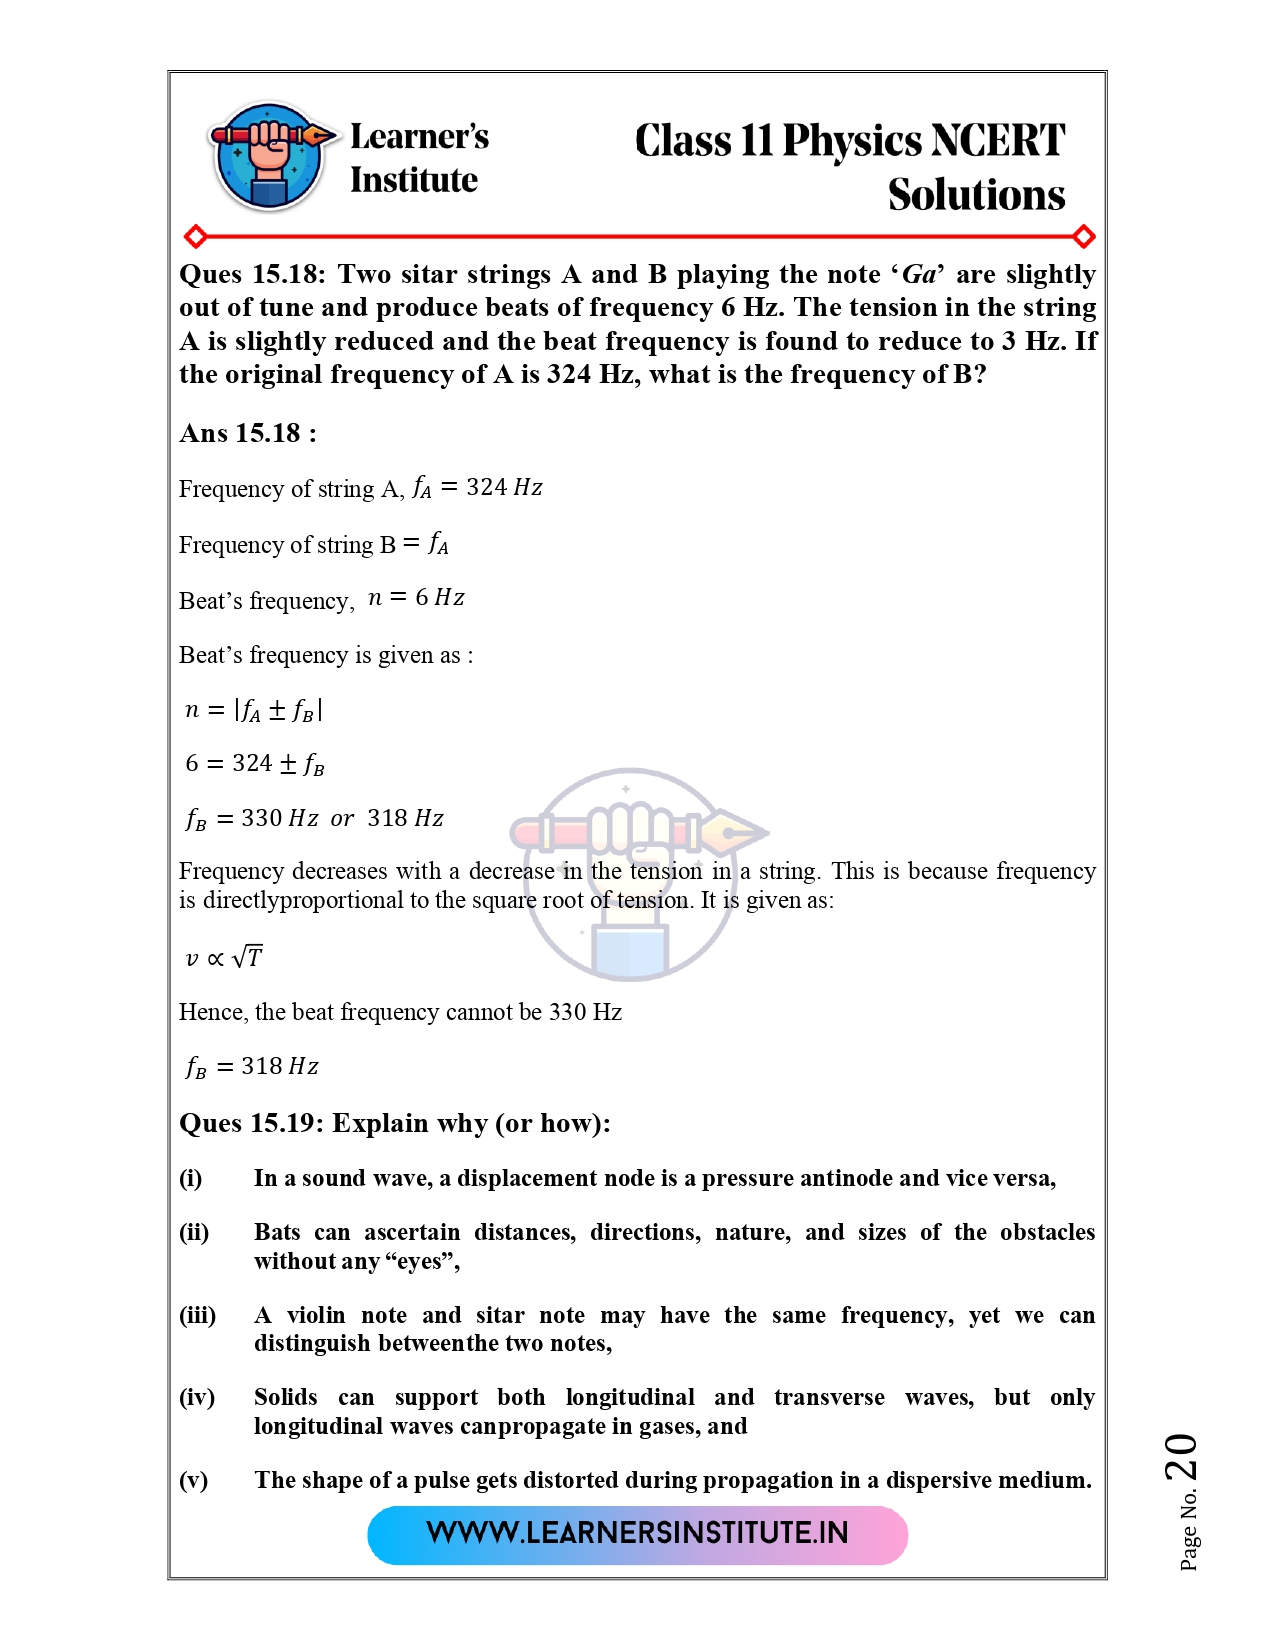 Learner's
Institute
Class 11 Physics NCERT
Solutions
Ques 15.18: Two sitar strings A and B playing the note ‘Ga’ are slightly
out of tune and produce beats of frequency 6 Hz. The tension in the string
A is slightly reduced and the beat frequency is found to reduce to 3 Hz. If
the original frequency of A is 324 Hz, what is the frequency of B?
Ans 15.18 :
Frequency of string A, f_A = 324 Hz
Frequency of string B = f_A
Beat’s frequency, n = 6 Hz
Beat’s frequency is given as :
n = |f_A ± f_B|
6 = 324 ± f_B
f_B = 330 Hz or 318 Hz
Frequency decreases with a decrease in the tension in a string. This is because frequency
is directlyproportional to the square root of tension. It is given as:
v ∝ √T
Hence, the beat frequency cannot be 330 Hz
f_B = 318 Hz
Ques 15.19: Explain why (or how):
(i) In a sound wave, a displacement node is a pressure antinode and vice versa,
(ii) Bats can ascertain distances, directions, nature, and sizes of the obstacles
without any “eyes”,
(iii) A violin note and sitar note may have the same frequency, yet we can
distinguish betweenthe two notes,
(iv) Solids can support both longitudinal and transverse waves, but only
longitudinal waves canpropagate in gases, and
(v) The shape of a pulse gets distorted during propagation in a dispersive medium.
WWW.LEARNERSINSTITUTE.IN
Page No. 20